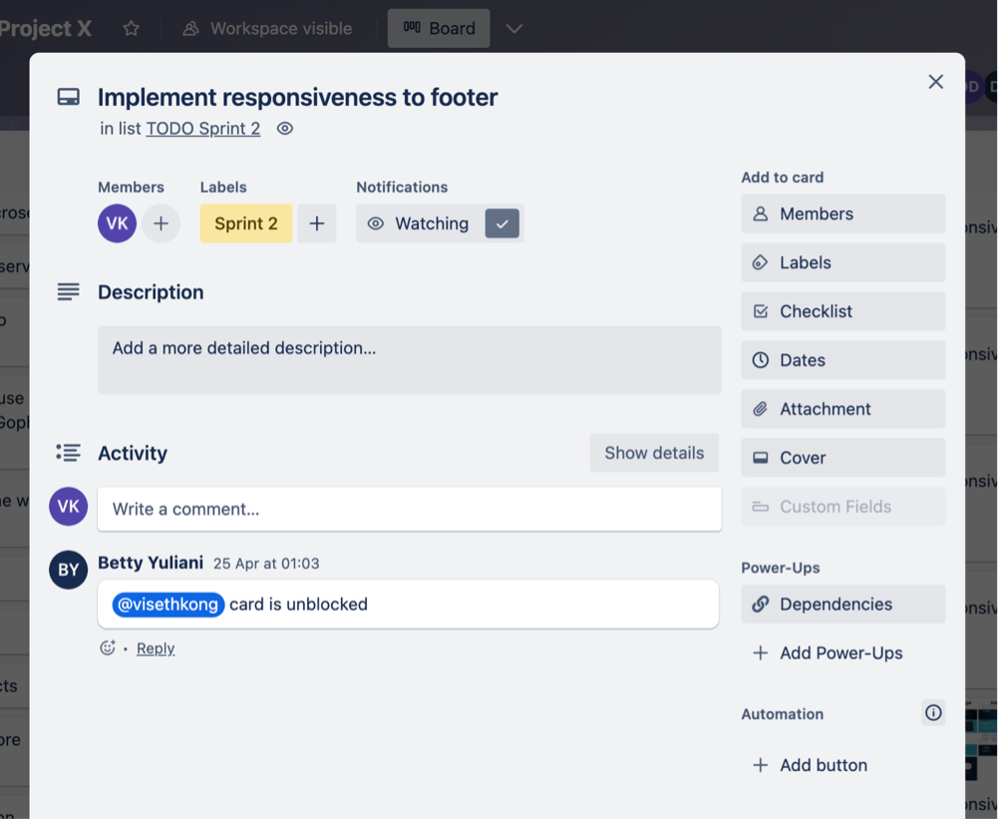 Project X
Workspace visible
Board
Implement responsiveness to footer
in list TODO Sprint 2
Members
Labels
Notifications
VK
Sprint 2
Watching
Description
Add a more detailed description...
Activity
Show details
VK
Write a comment...
BY
Betty Yuliani 25 Apr at 01:03
@visethkong card is unblocked
Reply
Add to card
Members
Labels
Checklist
Dates
Attachment
Cover
Custom Fields
Power-Ups
Dependencies
Add Power-Ups
Automation
Add button